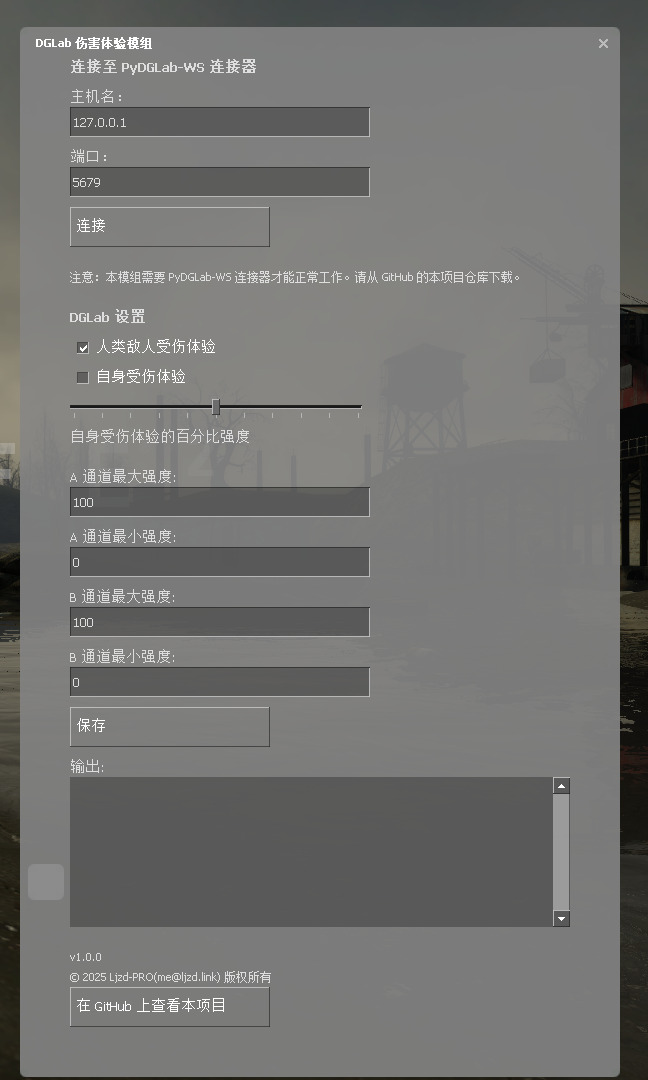 DGLab 伤害体验模组
连接至 PyDGLab-WS 连接器
主机名：
127.0.0.1
端口：
5679
连接
注意：本模组需要 PyDGLab-WS 连接器才能正常工作。请从 GitHub 的本项目仓库下载。
DGLab 设置
人类敌人受伤体验
自身受伤体验
自身受伤体验的百分比强度
A 通道最大强度:
100
A 通道最小强度:
0
B 通道最大强度:
100
B 通道最小强度:
0
保存
输出:
v1.0.0
© 2025 Ljzd-PRO(me@ljzd.link) 版权所有
在 GitHub 上查看本项目